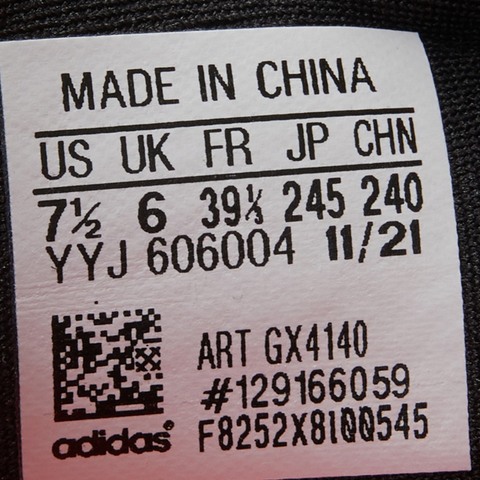 MADE IN CHINA
US UK FR JP CHN
7½ 6 39⅓ 245 240
YYJ 606004 11/21
ART GX4140
#129166059
adidas® F8252X8100545